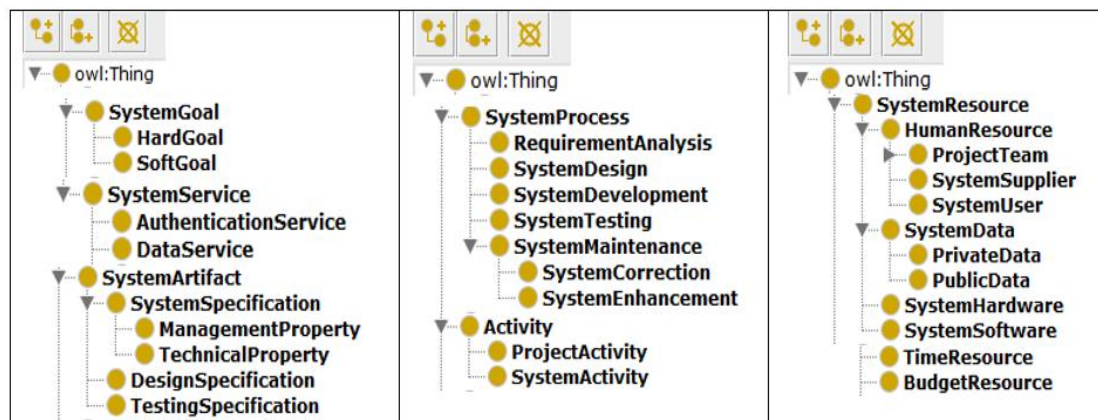 owl:Thing
SystemGoal
HardGoal
SoftGoal
SystemService
AuthenticationService
DataService
SystemArtifact
SystemSpecification
ManagementProperty
TechnicalProperty
DesignSpecification
TestingSpecification
owl:Thing
SystemProcess
RequirementAnalysis
SystemDesign
SystemDevelopment
SystemTesting
SystemMaintenance
SystemCorrection
SystemEnhancement
Activity
ProjectActivity
SystemActivity
owl:Thing
SystemResource
HumanResource
ProjectTeam
SystemSupplier
SystemUser
SystemData
PrivateData
PublicData
SystemHardware
SystemSoftware
TimeResource
BudgetResource